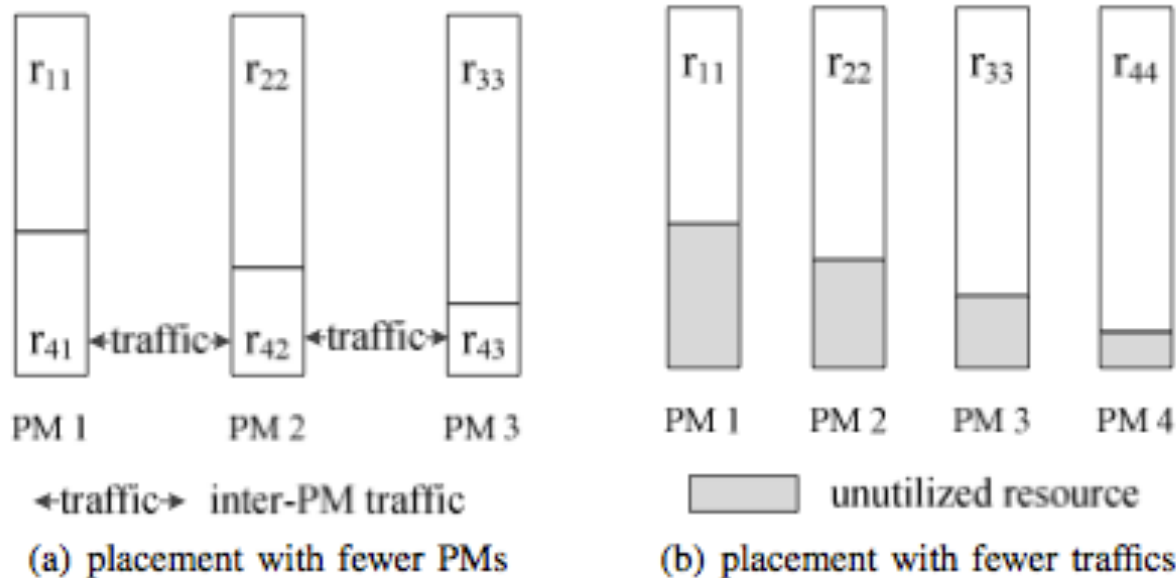 r₁₁ r₂₂ r₃₃
r₄₁ traffic r₄₂ traffic r₄₃
PM 1 PM 2 PM 3
traffic inter-PM traffic
(a) placement with fewer PMs
r₁₁ r₂₂ r₃₃ r₄₄
PM 1 PM 2 PM 3 PM 4
unutilized resource
(b) placement with fewer traffics